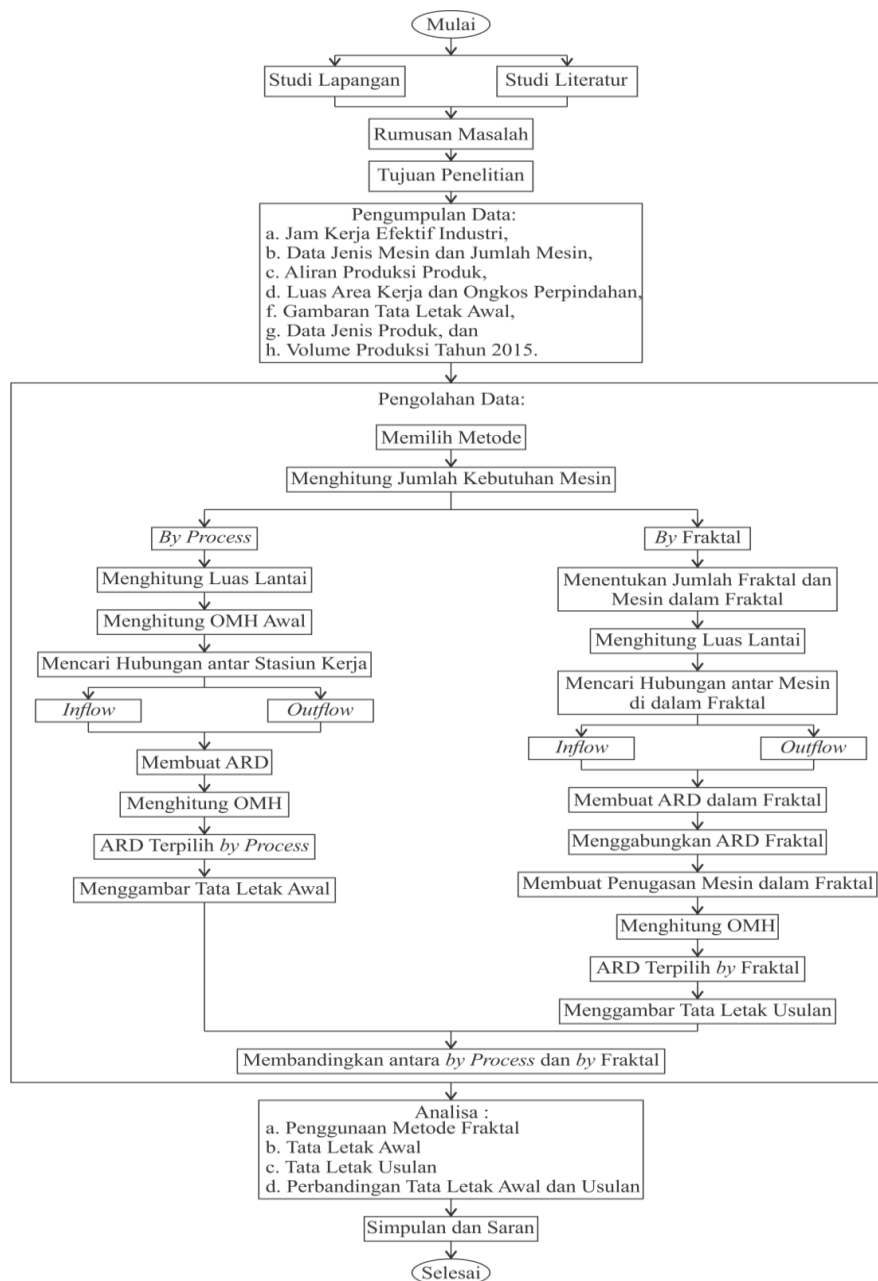 Mulai
Studi Lapangan
Studi Literatur
Rumusan Masalah
Tujuan Penelitian
Pengumpulan Data:
a. Jam Kerja Efektif Industri,
b. Data Jenis Mesin dan Jumlah Mesin,
c. Aliran Produksi Produk,
d. Luas Area Kerja dan Ongkos Perpindahan,
f. Gambaran Tata Letak Awal,
g. Data Jenis Produk, dan
h. Volume Produksi Tahun 2015.
Pengolahan Data:
Memilih Metode
Menghitung Jumlah Kebutuhan Mesin
By Process
Menghitung Luas Lantai
Menghitung OMH Awal
Mencari Hubungan antar Stasiun Kerja
Inflow
Outflow
Membuat ARD
Menghitung OMH
ARD Terpilih by Process
Menggambar Tata Letak Awal
By Fraktal
Menentukan Jumlah Fraktal dan
Mesin dalam Fraktal
Menghitung Luas Lantai
Mencari Hubungan antar Mesin
di dalam Fraktal
Inflow
Outflow
Membuat ARD dalam Fraktal
Menggabungkan ARD Fraktal
Membuat Penugasan Mesin dalam Fraktal
Menghitung OMH
ARD Terpilih by Fraktal
Menggambar Tata Letak Usulan
Membandingkan antara by Process dan by Fraktal
Analisa :
a. Penggunaan Metode Fraktal
b. Tata Letak Awal
c. Tata Letak Usulan
d. Perbandingan Tata Letak Awal dan Usulan
Simpulan dan Saran
Selesai